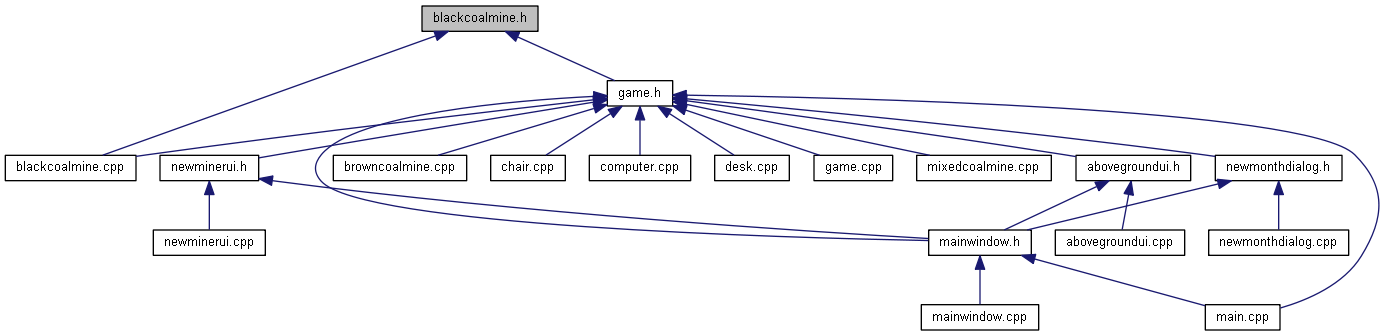 blackcoalmine.h
game.h
blackcoalmine.cpp
newminerui.h
browncoalmine.cpp
chair.cpp
computer.cpp
desk.cpp
game.cpp
mixedcoalmine.cpp
abovegroundui.h
newmonthdialog.h
newminerui.cpp
mainwindow.h
abovegroundui.cpp
newmonthdialog.cpp
mainwindow.cpp
main.cpp